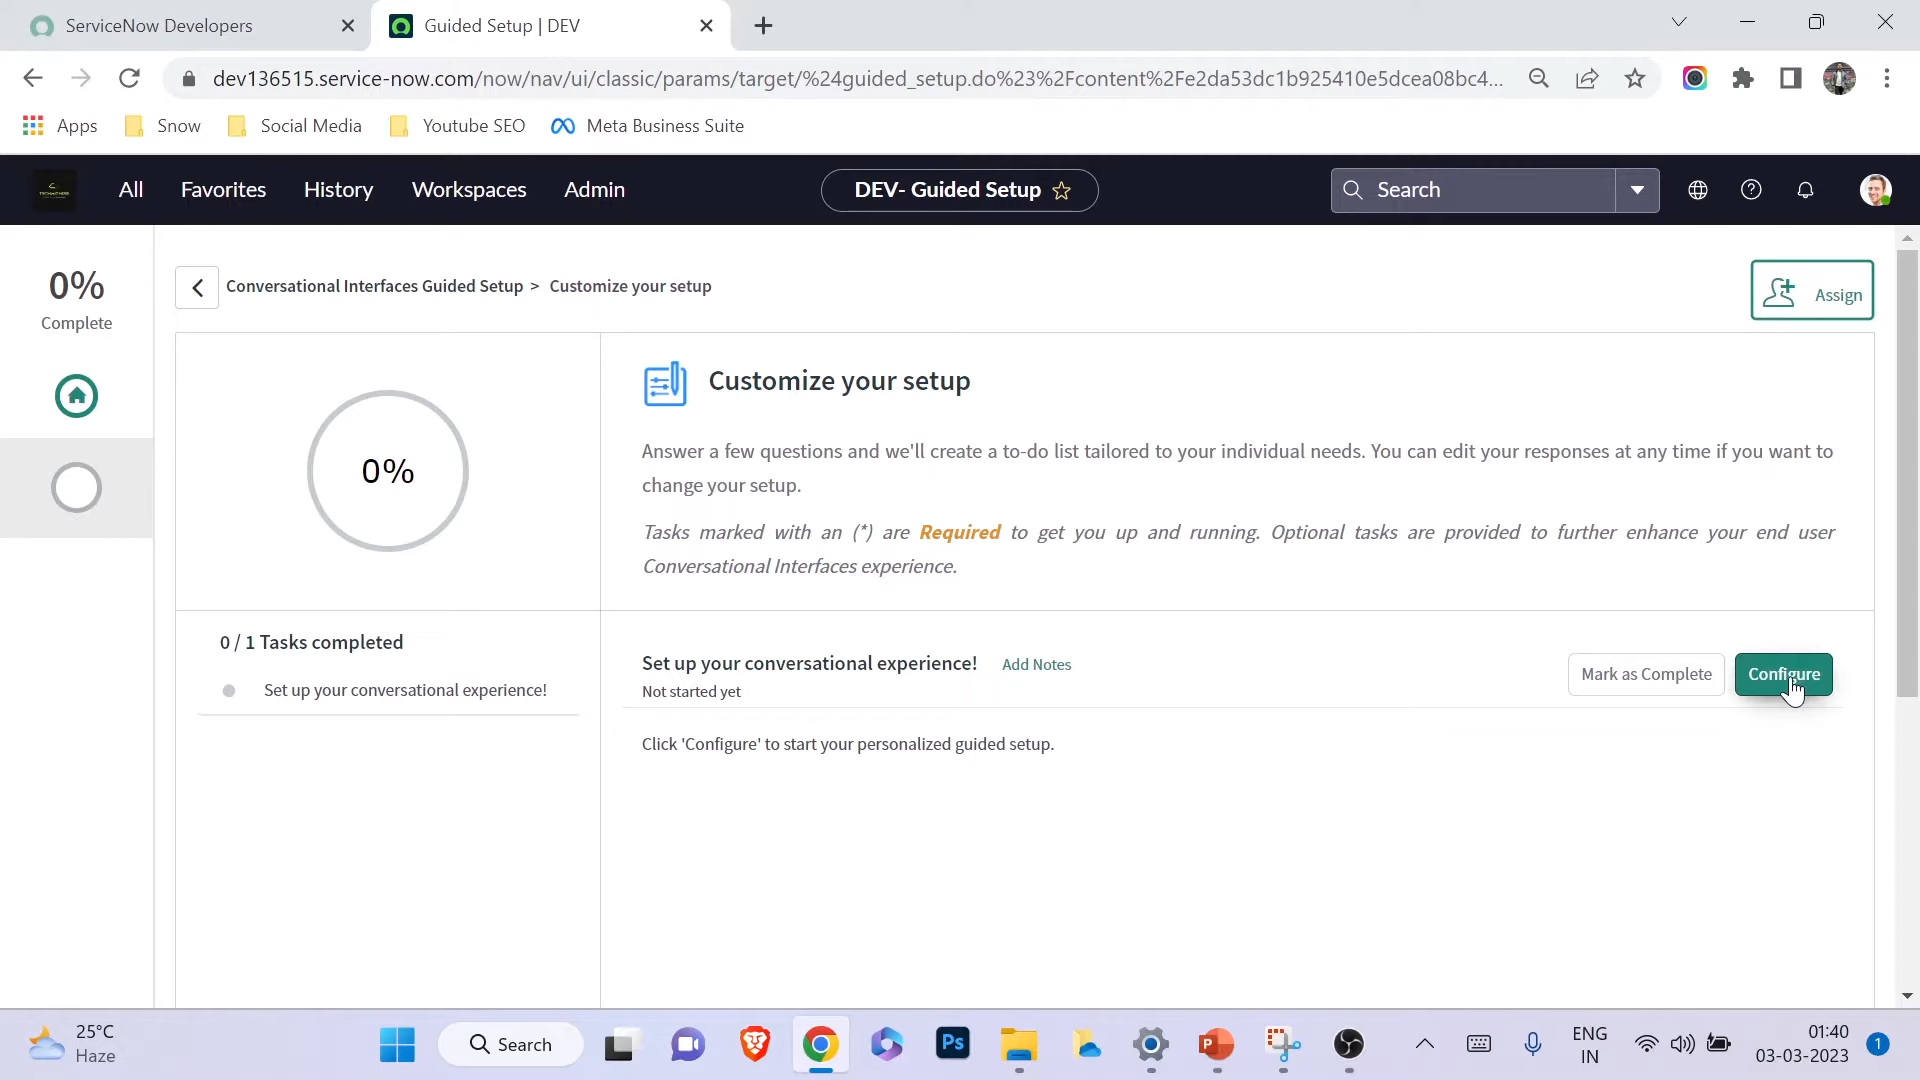 ServiceNow Developers
Guided Setup | DEV
dev136515.service-now.com/now/nav/ui/classic/params/target/%24guided_setup.do%23%2Fcontent%2Fe2da53dc1b925410e5dcea08bc4...
Apps
Snow
Social Media
Youtube SEO
Meta Business Suite
All
Favorites
History
Workspaces
Admin
DEV- Guided Setup
Search
0%
Complete
Conversational Interfaces Guided Setup > Customize your setup
Assign
0%
Customize your setup
Answer a few questions and we'll create a to-do list tailored to your individual needs. You can edit your responses at any time if you want to
change your setup.
Tasks marked with an (*) are Required to get you up and running. Optional tasks are provided to further enhance your end user
Conversational Interfaces experience.
0 / 1 Tasks completed
Set up your conversational experience!
Set up your conversational experience! Add Notes
Not started yet
Mark as Complete
Configure
Click 'Configure' to start your personalized guided setup.
25°C
Haze
Search
Ps
P
ENG
IN
01:40
03-03-2023
1